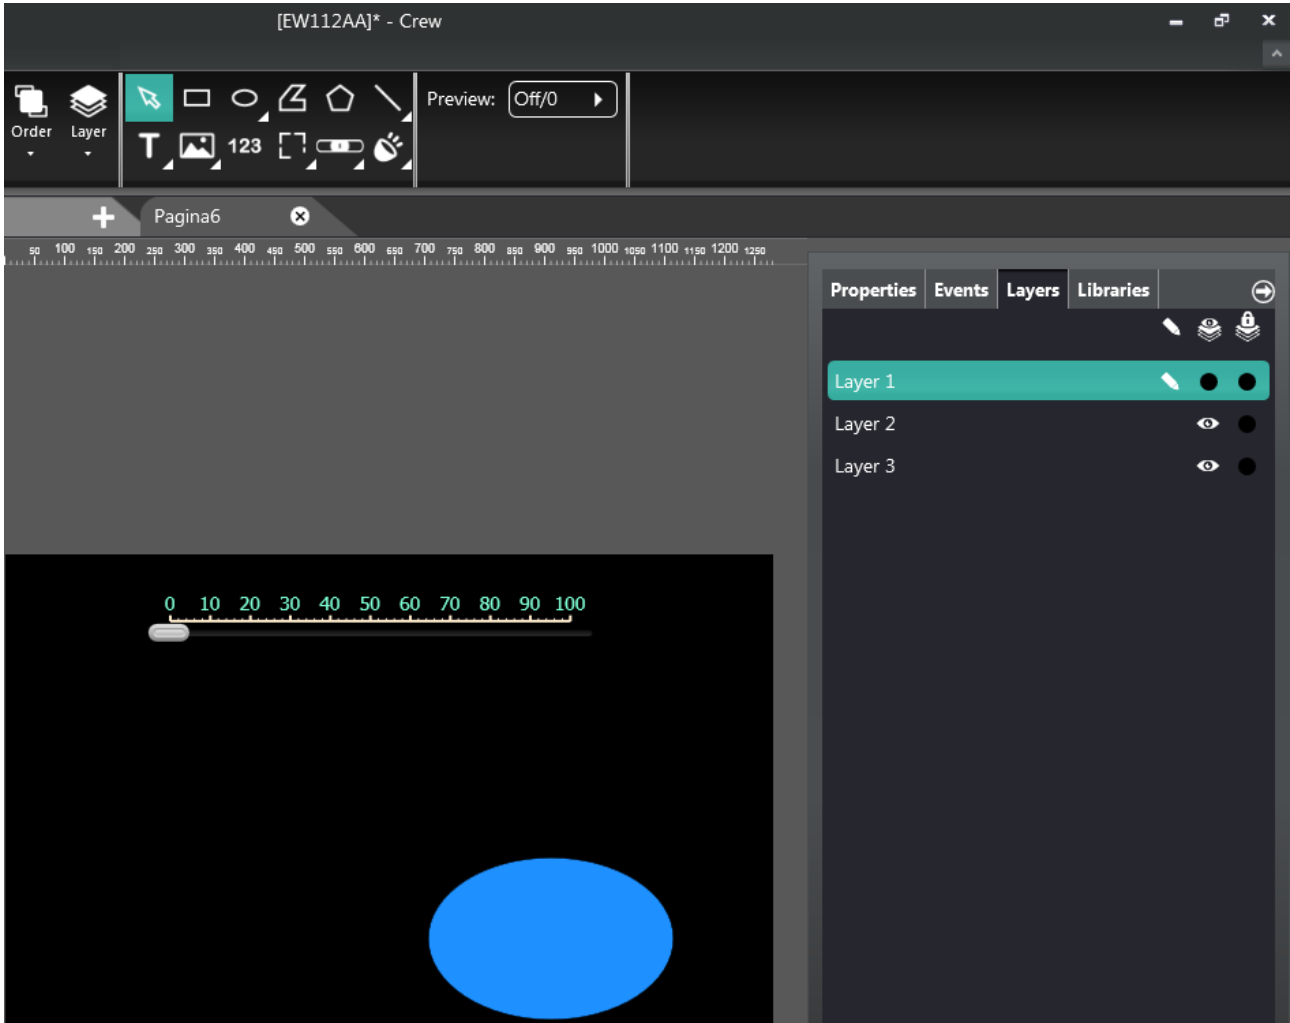 [EW112AA]* - Crew
Order Layer
T 123
Preview: Off/0
Pagina6
50 100 150 200 250 300 350 400 450 500 550 600 650 700 750 800 850 900 950 1000 1050 1100 1150 1200 1250
Properties Events Layers Libraries
Layer 1
Layer 2
Layer 3
0 10 20 30 40 50 60 70 80 90 100